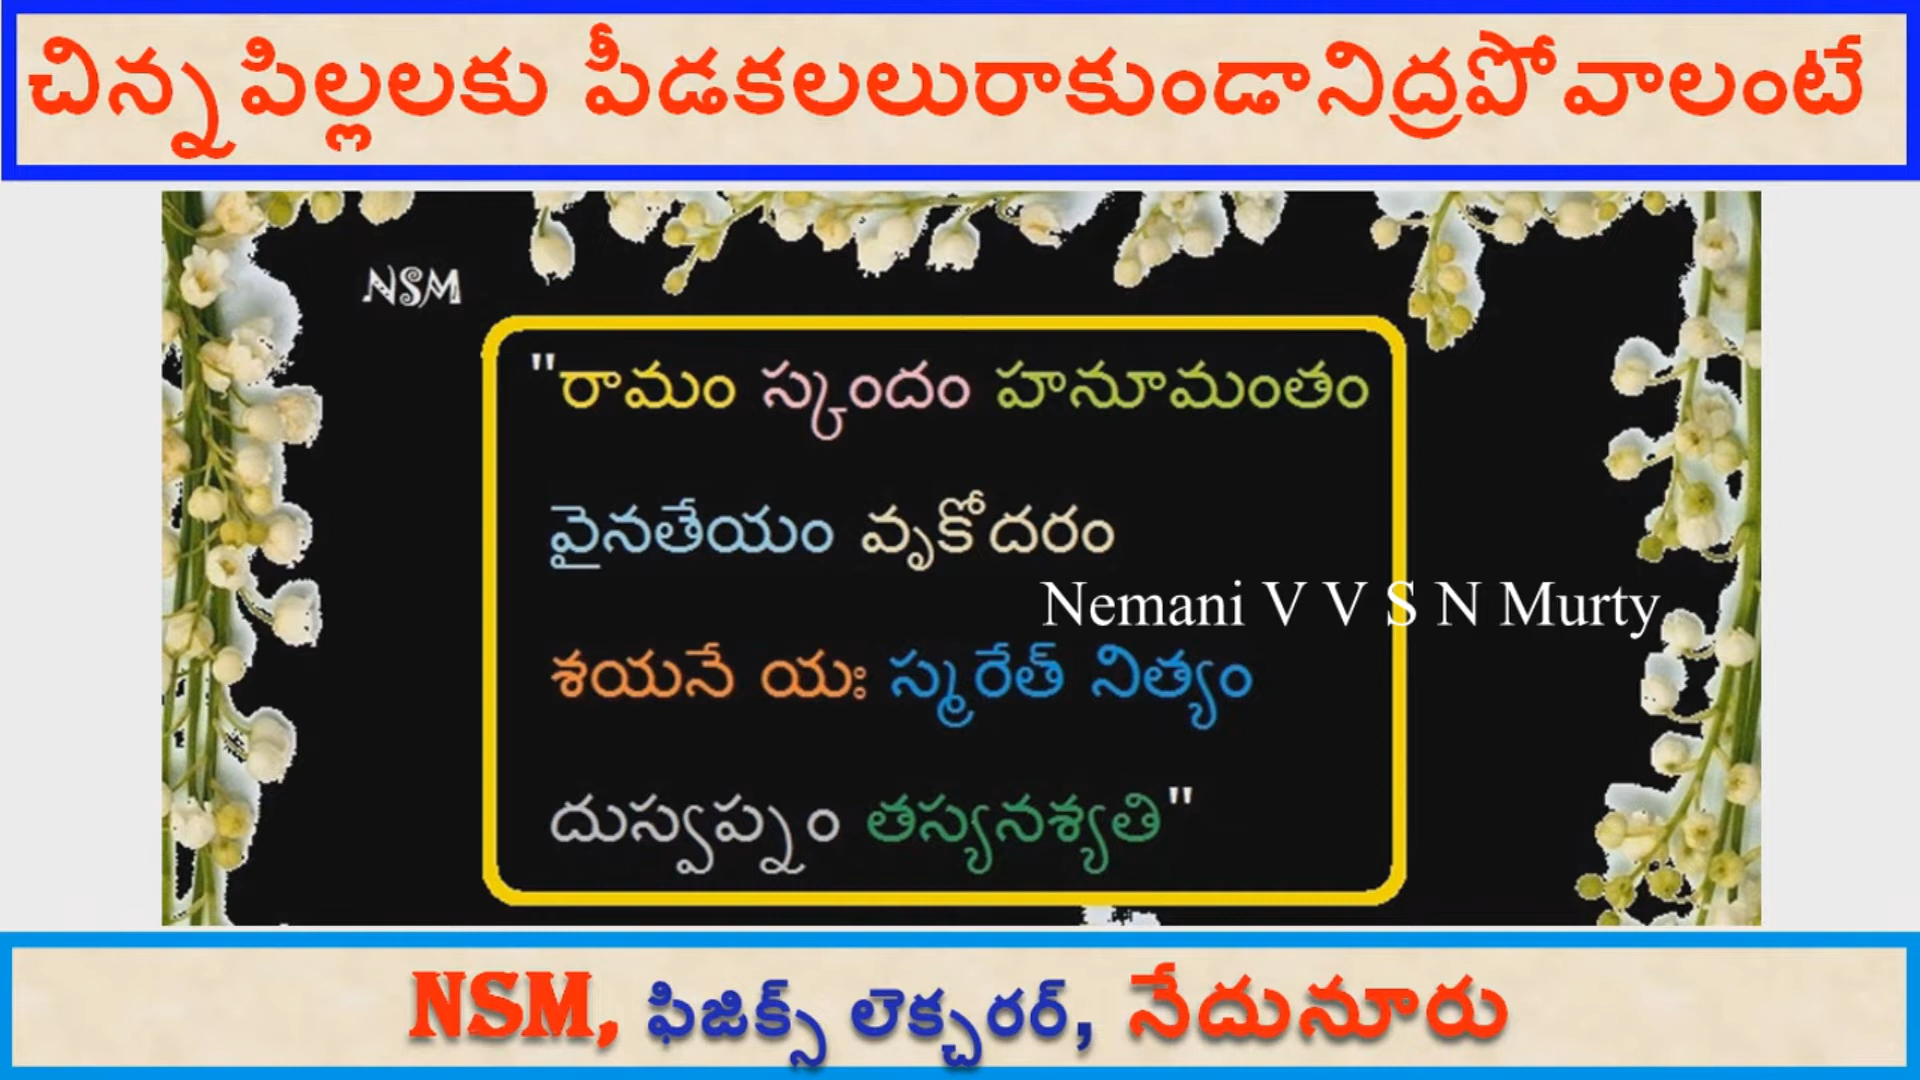 చిన్నపిల్లలకు పీడకలలురాకుండానిద్రపోవాలంటే
NSM
"రామం స్కందం హనూమంతం
వైనతేయం వృకోదరం
Nemani V V S N Murty
శయనే యః స్మరేత్ నిత్యం
దుస్వప్నం తస్యనశ్యతి"
NSM, ఫిజిక్స్ లెక్చరర్, నేదునూరు